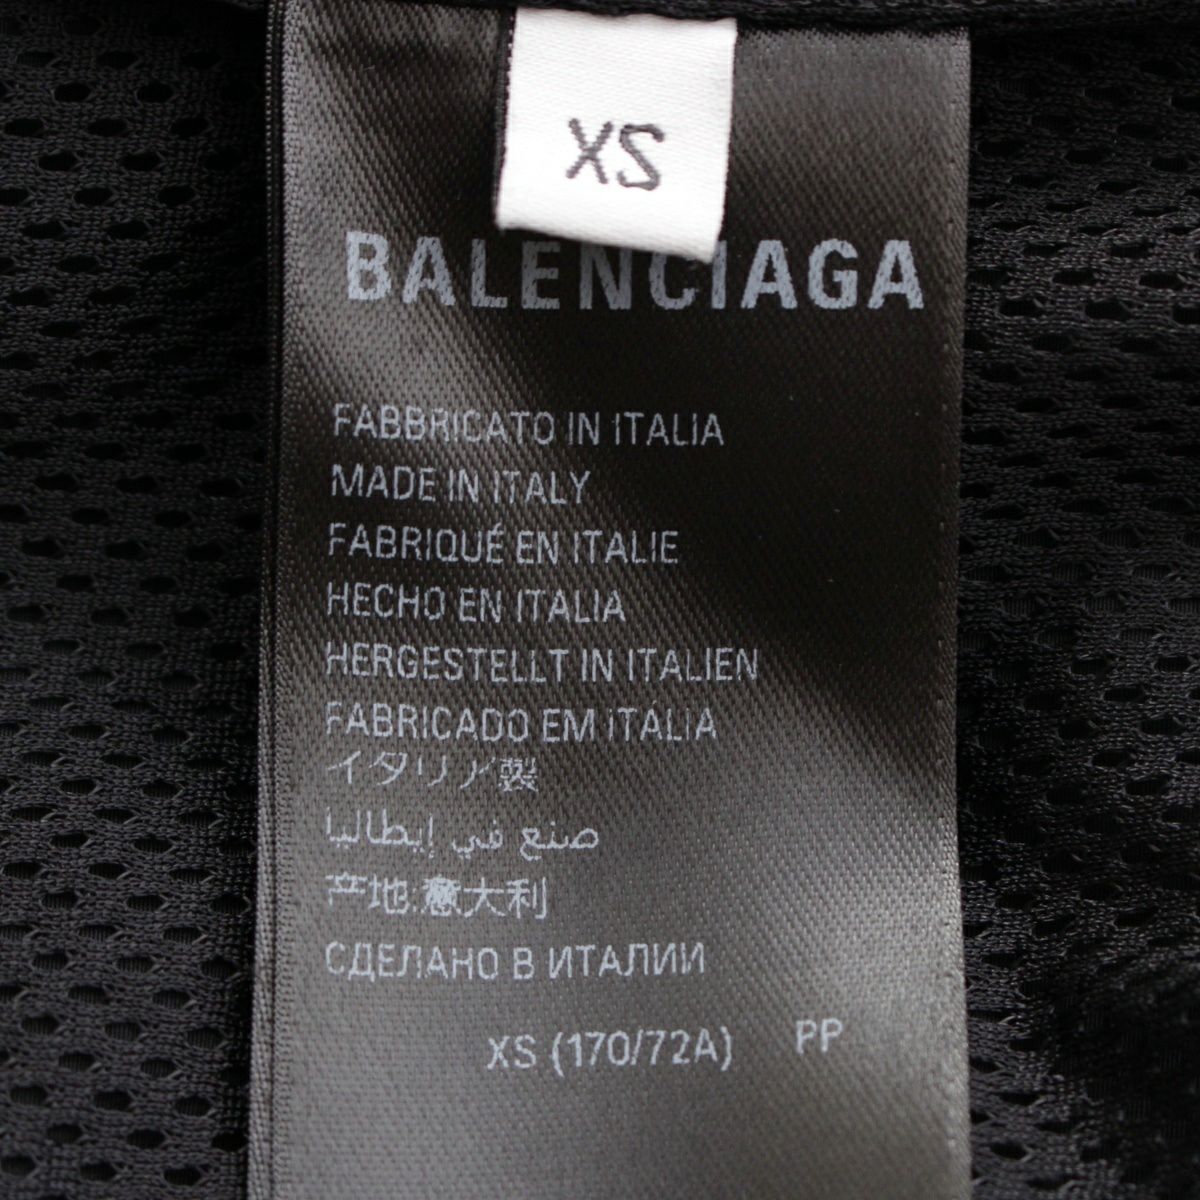 XS
BALENCIAGA
FABBRICATO IN ITALIA
MADE IN ITALY
FABRIQUÉ EN ITALIE
HECHO EN ITALIA
HERGESTELLT IN ITALIEN
FABRICADO EM ITÁLIA
イタリア製
صنع في إيطاليا
产地:意大利
СДЕЛАНО В ИТАЛИИ
XS (170/72A) PP